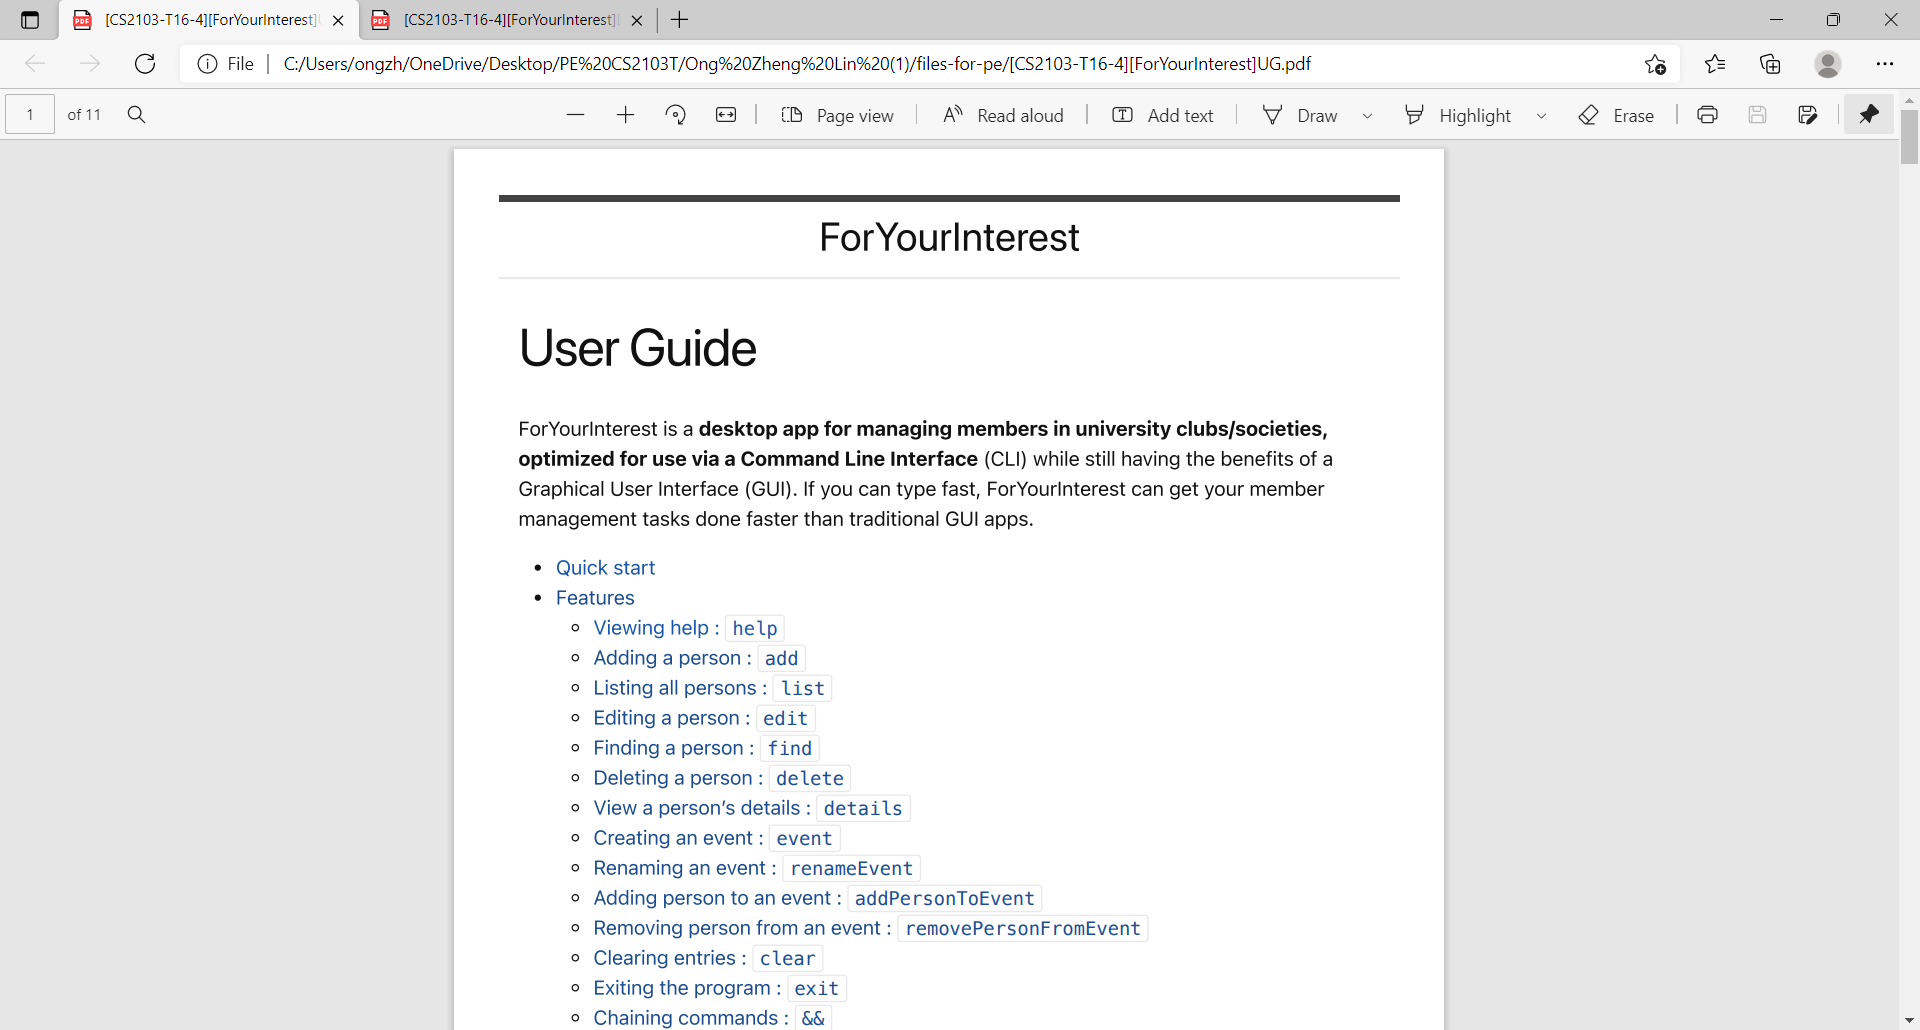 [CS2103-T16-4][ForYourInterest]
[CS2103-T16-4][ForYourInterest]
File
C:/Users/ongzh/OneDrive/Desktop/PE%20CS2103T/Ong%20Zheng%20Lin%20(1)/files-for-pe/[CS2103-T16-4][ForYourInterest]UG.pdf
1 of 11 Page view Read aloud Add text Draw Highlight Erase
ForYourInterest
User Guide
ForYourInterest is a desktop app for managing members in university clubs/societies,
optimized for use via a Command Line Interface (CLI) while still having the benefits of a
Graphical User Interface (GUI). If you can type fast, ForYourInterest can get your member
management tasks done faster than traditional GUI apps.
• Quick start
• Features
◦ Viewing help : help
◦ Adding a person : add
◦ Listing all persons : list
◦ Editing a person : edit
◦ Finding a person : find
◦ Deleting a person : delete
◦ View a person's details : details
◦ Creating an event : event
◦ Renaming an event : renameEvent
◦ Adding person to an event : addPersonToEvent
◦ Removing person from an event : removePersonFromEvent
◦ Clearing entries : clear
◦ Exiting the program : exit
◦ Chaining commands : &&